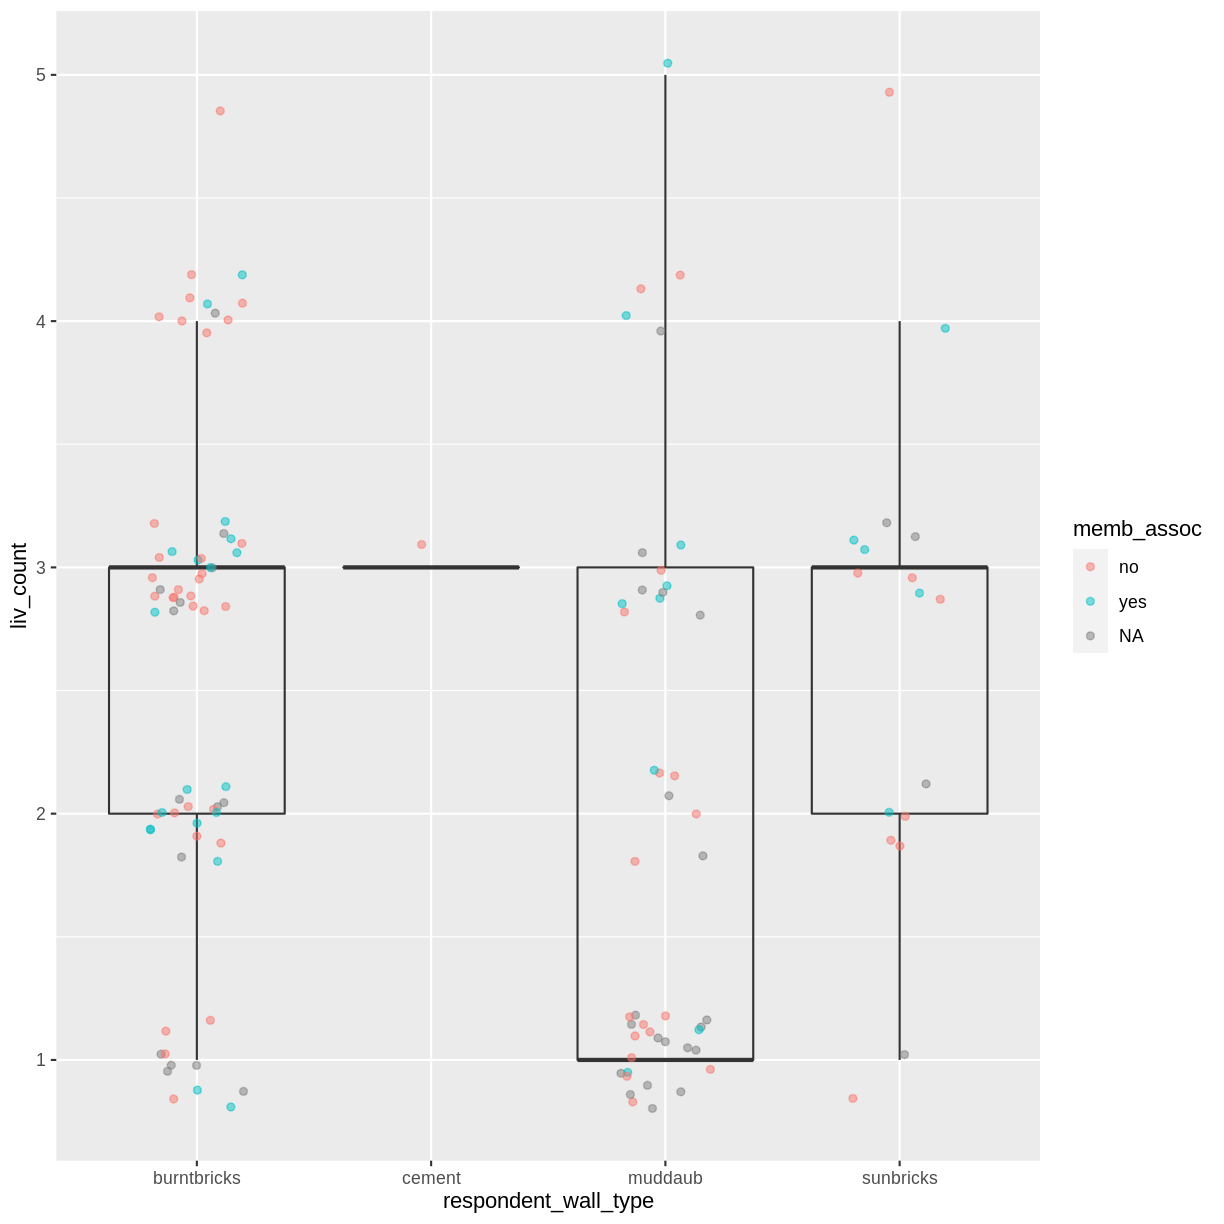 5
4
3
2
1
liv_count
burntbricks
cement
muddaub
sunbricks
respondent_wall_type
memb_assoc
no
yes
NA